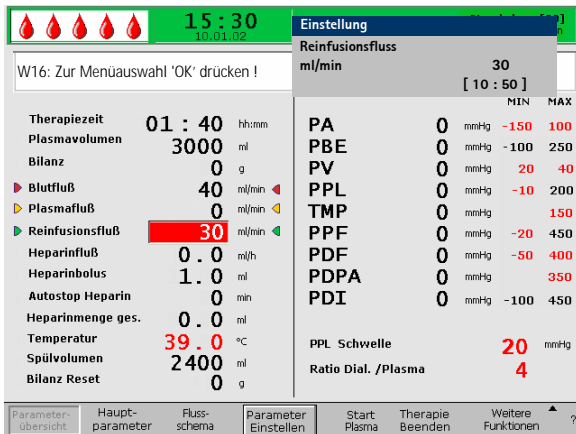 15:30
10.01.02
Einstellung
Reinfusionsfluss
ml/min 30
[ 10 : 50 ]
W16: Zur Menüauswahl 'OK' drücken !
MIN MAX
Therapiezeit 01 : 40 hh:mm
Plasmavolumen 3000 ml
Bilanz 0 g
Blutfluß 40 ml/min
Plasmafluß 0 ml/min
Reinfusionsfluß 30 ml/min
Heparinfluß 0.0 ml/h
Heparinbolus 1.0 ml
Autostop Heparin 0 min
Heparinmenge ges. 0.0 ml
Temperatur 39.0 °C
Spülvolumen 2400 ml
Bilanz Reset 0 g
PA 0 mmHg -150 100
PBE 0 mmHg -100 250
PV 0 mmHg 20 40
PPL 0 mmHg -10 200
TMP 0 mmHg 150
PPF 0 mmHg -20 450
PDF 0 mmHg -50 400
PDPA 0 mmHg 350
PDI 0 mmHg -100 450
PPL Schwelle 20 mmHg
Ratio Dial. /Plasma 4
Parameter-
übersicht
Haupt-
parameter
Fluss-
schema
Parameter
Einstellen
Start
Plasma
Therapie
Beenden
Weitere
Funktionen
?